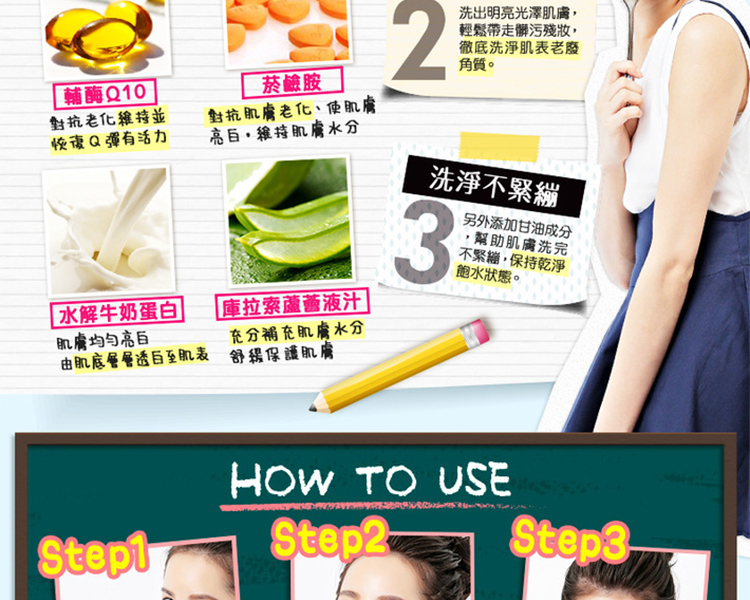 輔酶Q10
對抗老化維持並
恢復Q彈有活力
菸鹼胺
對抗肌膚老化、使肌膚
亮白,維持肌膚水分
2
洗出明亮光澤肌膚,
輕鬆帶走髒污殘妝,
徹底洗淨肌表老廢
角質。
水解牛奶蛋白
肌膚均勻亮白
由肌底層層透白至肌表
庫拉索蘆薈液汁
充分補充肌膚水分
舒緩保護肌膚
洗淨不緊繃
3
另外添加甘油成分
,幫助肌膚洗完
不緊繃,保持乾淨
飽水狀態。
HOW TO USE
Step1
Step2
Step3